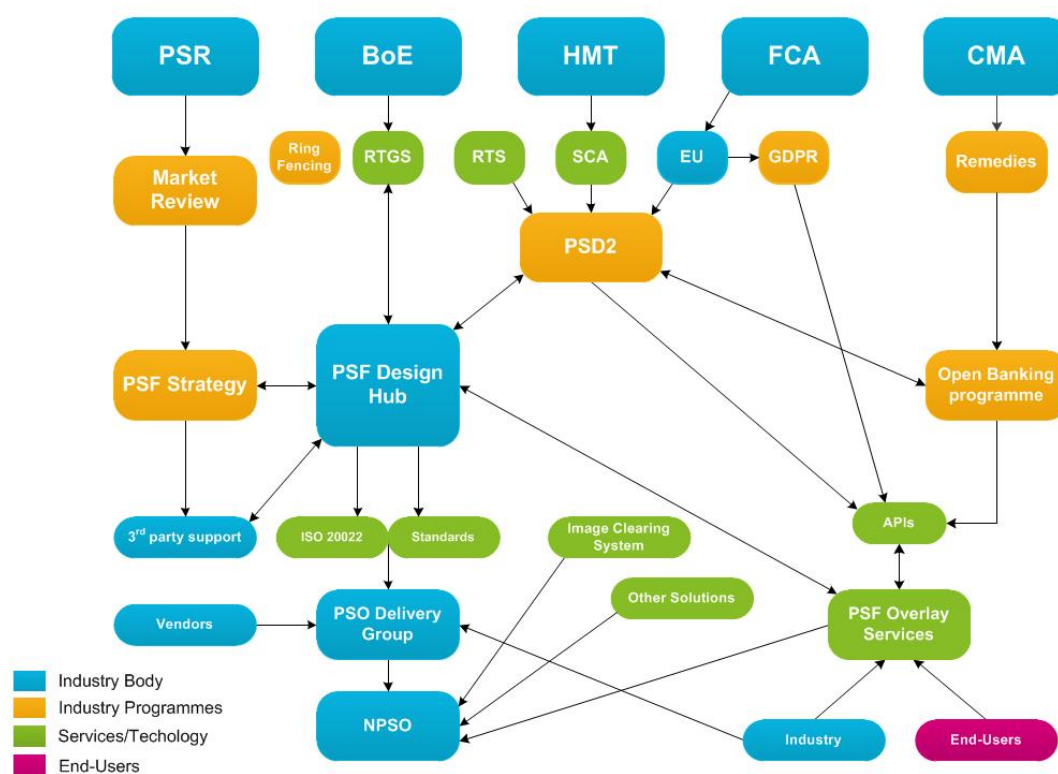 PSR
BoE
HMT
FCA
CMA
Ring
Fencing
RTGS
RTS
SCA
EU
GDPR
Remedies
Market
Review
PSD2
PSF Strategy
PSF Design
Hub
Open Banking
programme
3rd party support
ISO 20022
Standards
Image Clearing
System
APIs
Other Solutions
Vendors
PSO Delivery
Group
PSF Overlay
Services
NPSO
Industry
End-Users
Industry Body
Industry Programmes
Services/Techology
End-Users